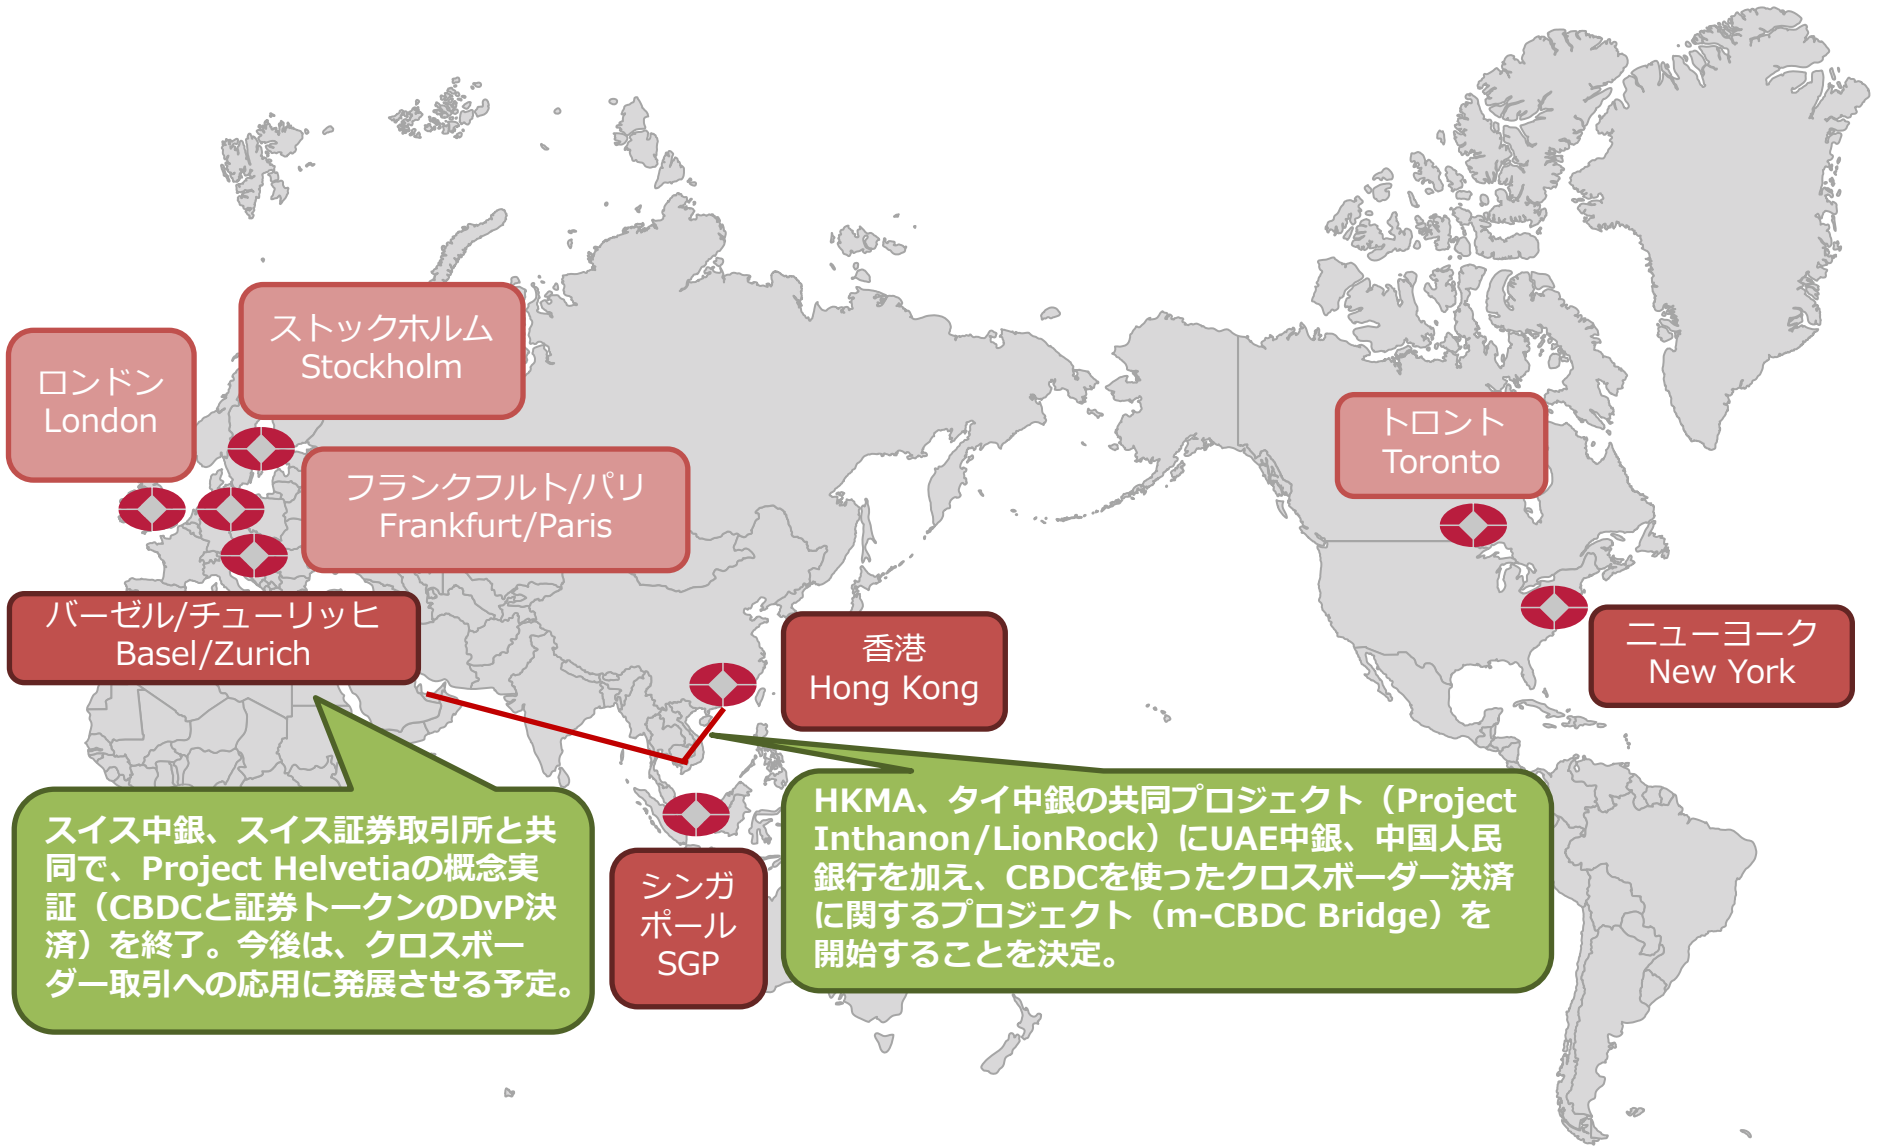 ストックホルム
Stockholm
ロンドン
London
フランクフルト/パリ
Frankfurt/Paris
トロント
Toronto
バーゼル/チューリッヒ
Basel/Zurich
香港
Hong Kong
ニューヨーク
New York
スイス中銀、スイス証券取引所と共
同で、Project Helvetiaの概念実
証（CBDCと証券トークンのDvP決
済）を終了。今後は、クロスボー
ダー取引への応用に発展させる予定。
シンガ
ポール
SGP
HKMA、タイ中銀の共同プロジェクト（Project
Inthanon/LionRock）にUAE中銀、中国人民
銀行を加え、CBDCを使ったクロスボーダー決済
に関するプロジェクト（m-CBDC Bridge）を
開始することを決定。